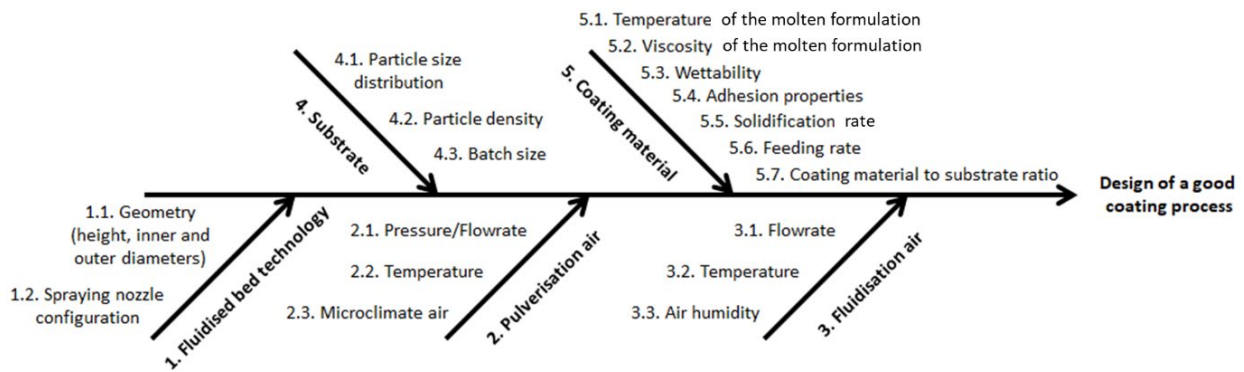 5.1. Temperature of the molten formulation
5.2. Viscosity of the molten formulation
5.3. Wettability
5.4. Adhesion properties
5.5. Solidification rate
5.6. Feeding rate
5.7. Coating material to substrate ratio
5. Coating material
4.1. Particle size
distribution
4.2. Particle density
4.3. Batch size
4. Substrate
Design of a good
coating process
1.1. Geometry
(height, inner and
outer diameters)
1.2. Spraying nozzle
configuration
1. Fluidised bed technology
2.1. Pressure/Flowrate
2.2. Temperature
2.3. Microclimate air
2. Pulverisation air
3.1. Flowrate
3.2. Temperature
3.3. Air humidity
3. Fluidisation air